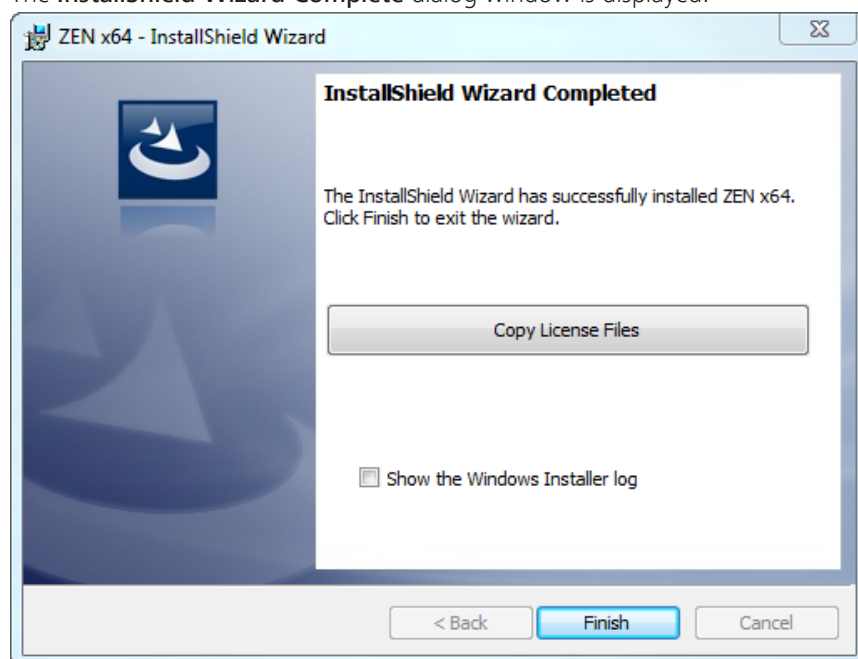 The InstallShield Wizard Complete dialog window is displayed.
ZEN x64 - InstallShield Wizard
InstallShield Wizard Completed
The InstallShield Wizard has successfully installed ZEN x64.
Click Finish to exit the wizard.
Copy License Files
Show the Windows Installer log
< Back
Finish
Cancel